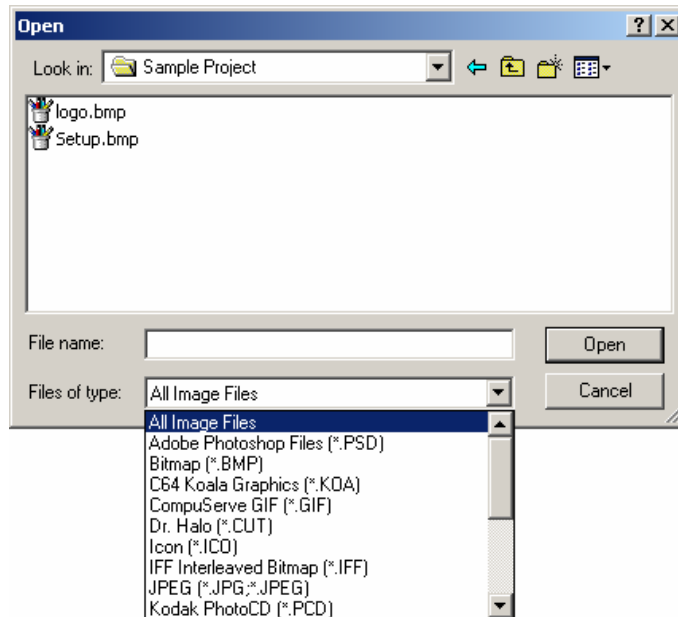 Open
Look in: Sample Project
logo.bmp
Setup.bmp
File name:
Open
Files of type: All Image Files
Cancel
All Image Files
Adobe Photoshop Files (*.PSD)
Bitmap (*.BMP)
C64 Koala Graphics (*.KOA)
CompuServe GIF (*.GIF)
Dr. Halo (*.CUT)
Icon (*.ICO)
IFF Interleaved Bitmap (*.IFF)
JPEG (*.JPG;*.JPEG)
Kodak PhotoCD (*.PCD)